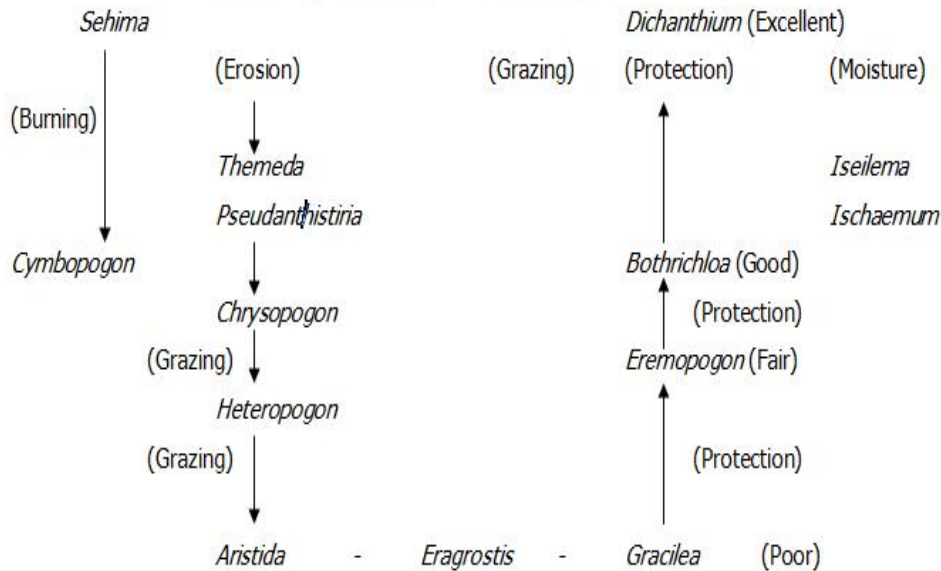 Sehima Dichanthium (Excellent)
(Erosion) (Grazing) (Protection) (Moisture)
(Burning)
Themeda Iseilema
Pseudanthistiria Ischaemum
Cymbopogon Bothrichloa (Good)
Chrysopogon (Protection)
(Grazing) Eremopogon (Fair)
Heteropogon
(Grazing) (Protection)
Aristida - Eragrostis - Gracilea (Poor)